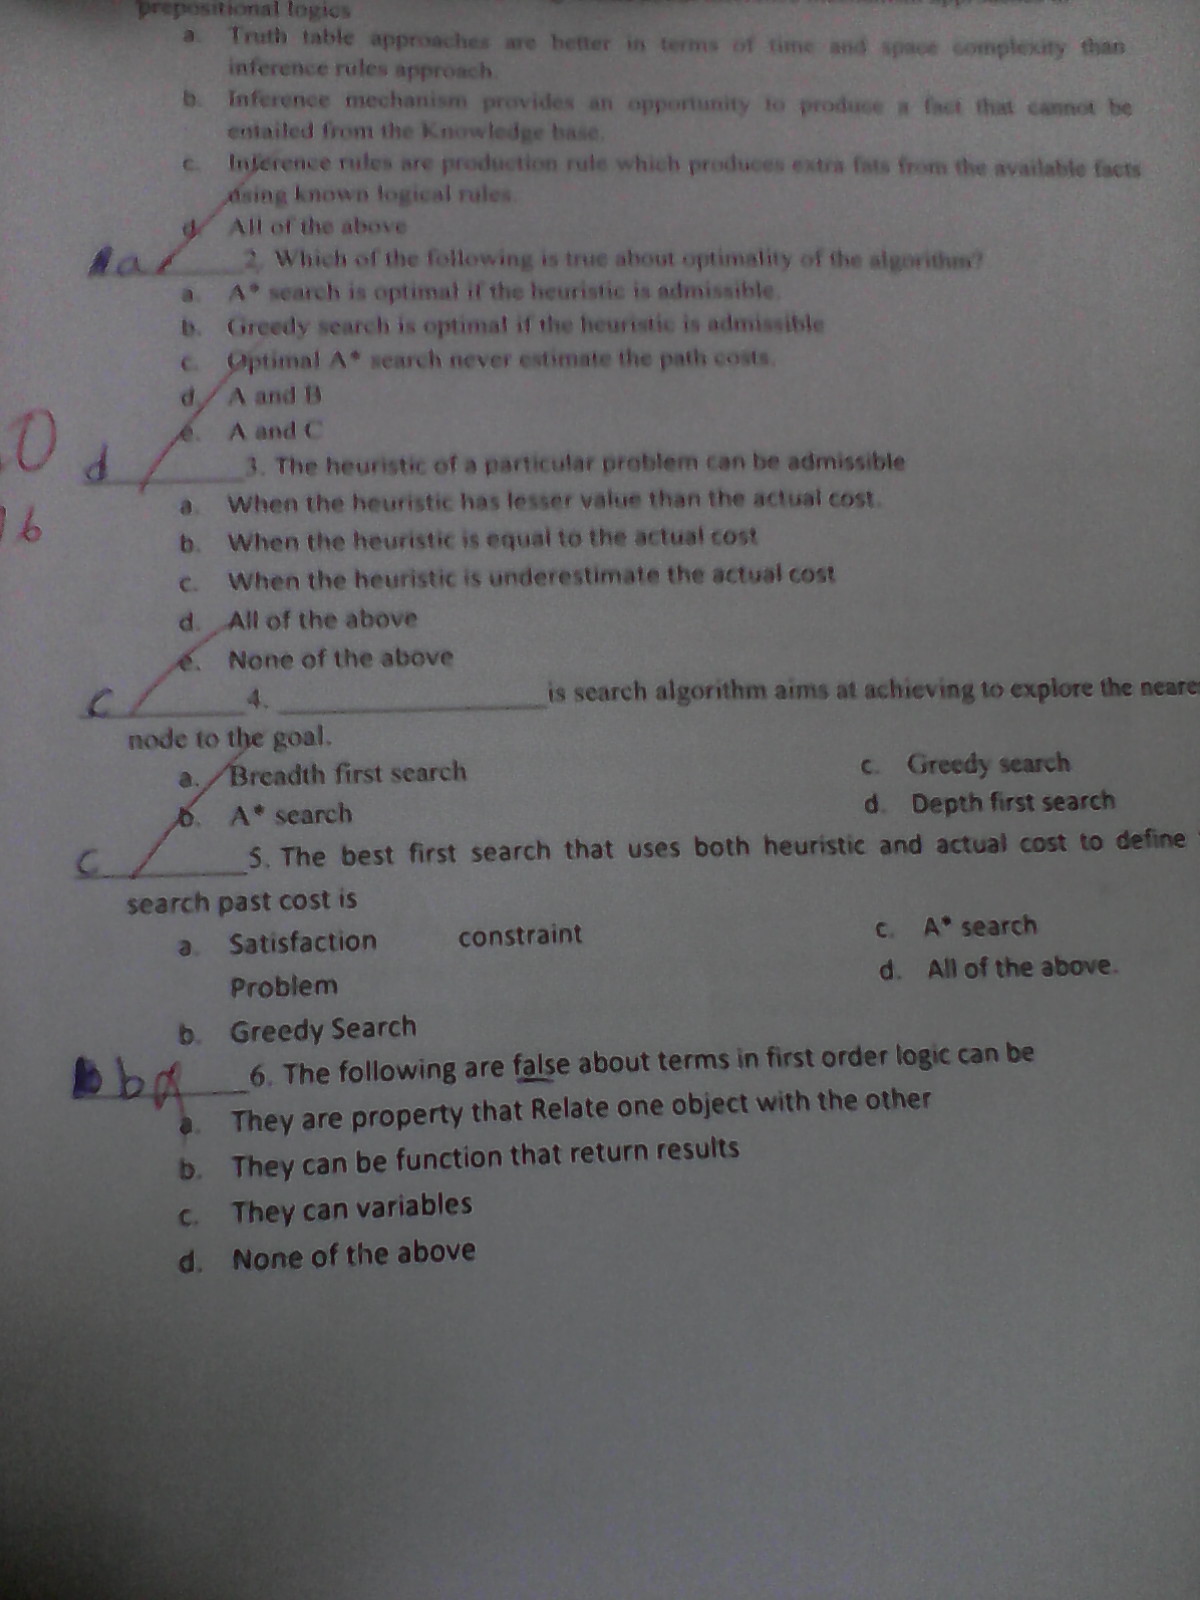 prepositional logics
a. Truth table approaches are better in terms of time and space complexity than
inference rules approach.
b. Inference mechanism provides an opportunity to produce a fact that cannot be
entailed from the Knowledge base.
c. Inference rules are production rule which produces extra fats from the available facts
using known logical rules.
d. All of the above
a 2. Which of the following is true about optimality of the algorithm?
a. A* search is optimal if the heuristic is admissible.
b. Greedy search is optimal if the heuristic is admissible
c. Optimal A* search never estimate the path costs.
d. A and B
e. A and C
d 3. The heuristic of a particular problem can be admissible
a. When the heuristic has lesser value than the actual cost.
b. When the heuristic is equal to the actual cost
c. When the heuristic is underestimate the actual cost
d. All of the above
e. None of the above
C 4. ____ is search algorithm aims at achieving to explore the
node to the goal.
a. Breadth first search
c. Greedy search
b. A* search
d. Depth first search
C 5. The best first search that uses both heuristic and actual cost to define
search past cost is
a. Satisfaction constraint
c. A* search
Problem
d. All of the above.
b. Greedy Search
b 6. The following are false about terms in first order logic can be
a. They are property that Relate one object with the other
b. They can be function that return results
c. They can variables
d. None of the above